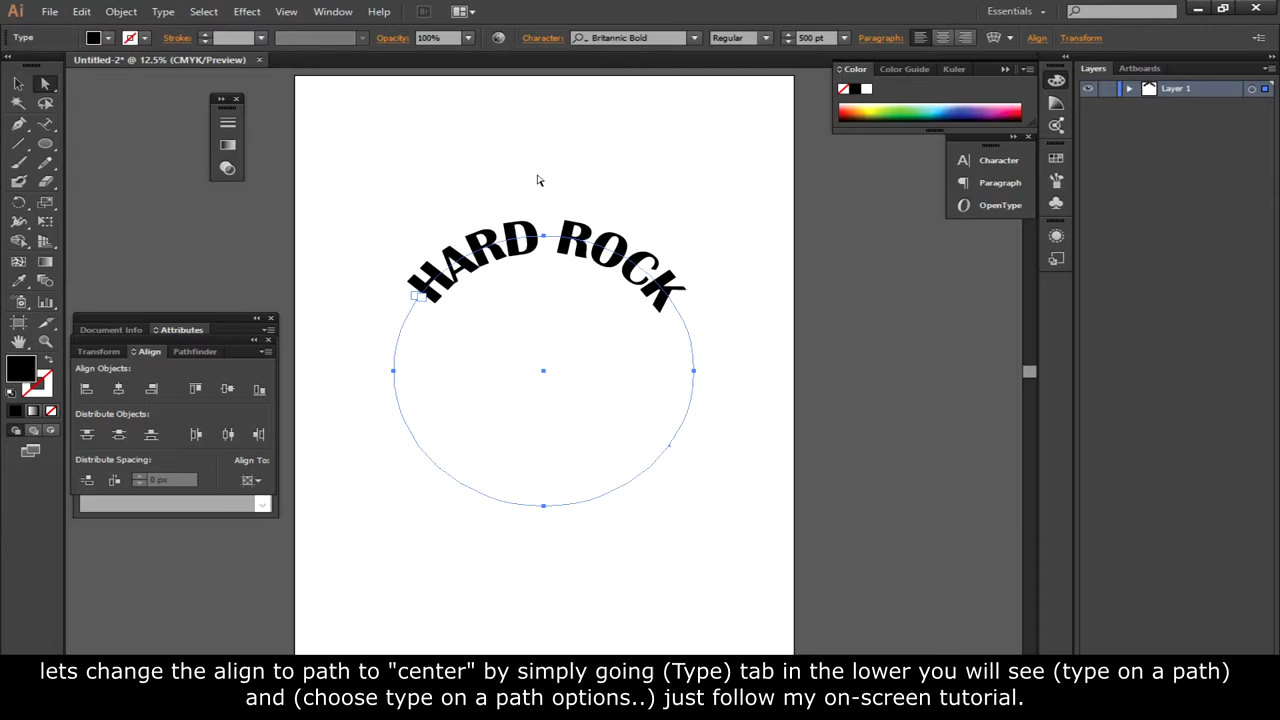 Ai File Edit Object Type Select Effect View Window Help Br Essentials
Type Stroke: Opacity: 100% Character: Britannic Bold Regular 500 pt Paragraph: Align Transform
Untitled-2* @ 12.5% (CMYK/Preview)
Color Color Guide Kuler
Layers Artboards
Layer 1
Character
Paragraph
OpenType
HARD ROCK
Document Info Attributes
Transform Align Pathfinder
Align Objects:
Distribute Objects:
Distribute Spacing: Align To:
0 px
lets change the align to path to "center" by simply going (Type) tab in the lower you will see (type on a path)
and (choose type on a path options..) just follow my on-screen tutorial.